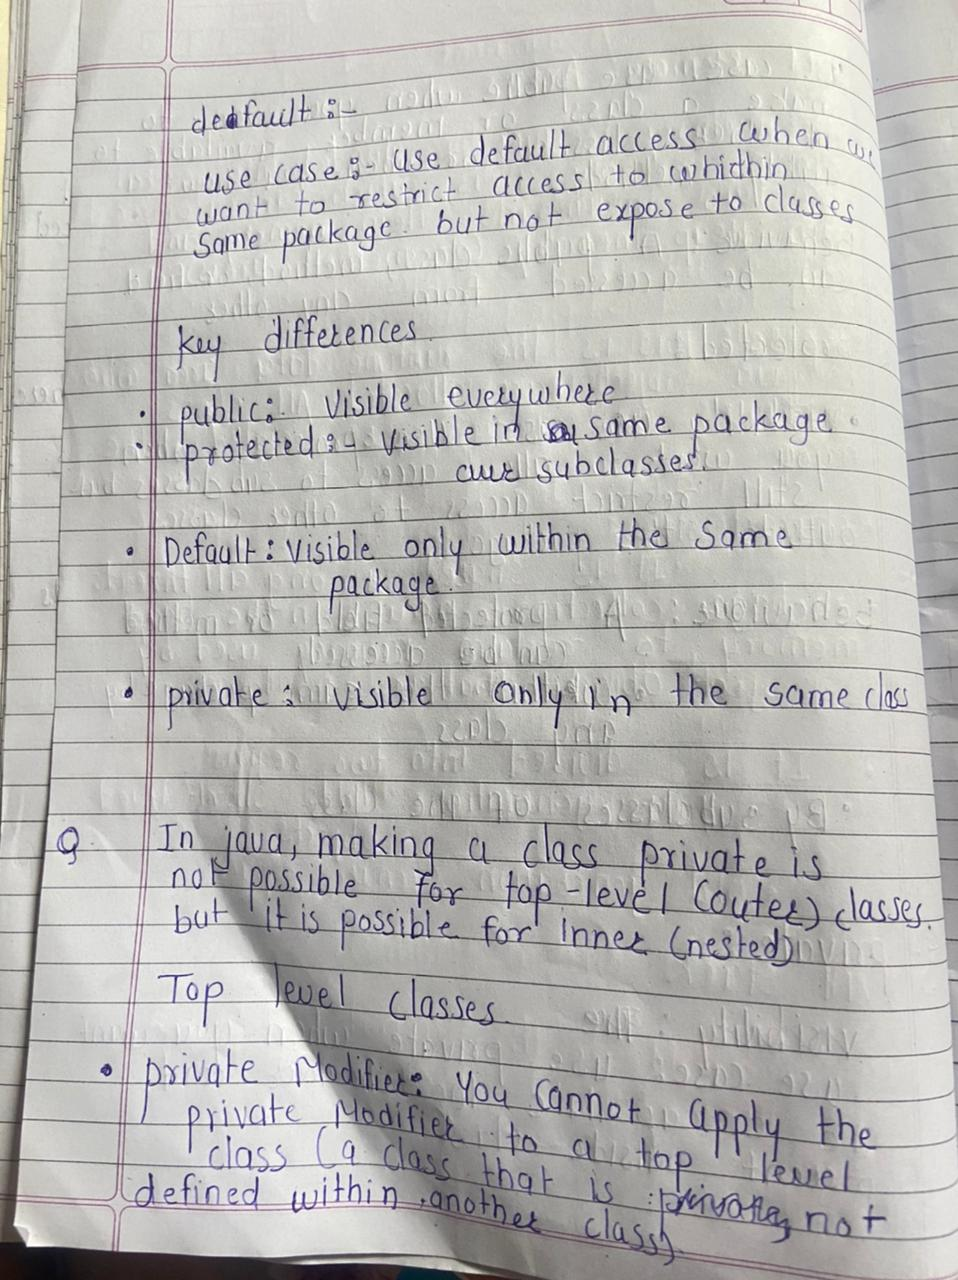 default :-
use case :- use default access when we
want to restrict access to whithin
same package. but not expose to classes
key differences.
• public: Visible everywhere
• protected :- visible in same package
subclasses.
• Default : Visible only within the same
package.
• private : visible only in the same class
Q In java, making a class private is
not possible for top-level (outer) classes.
but it is possible for inner (nested)
Top level classes.
• private Modifier: You cannot apply the
private Modifier to a top level
class (a class that is not
defined within another class).